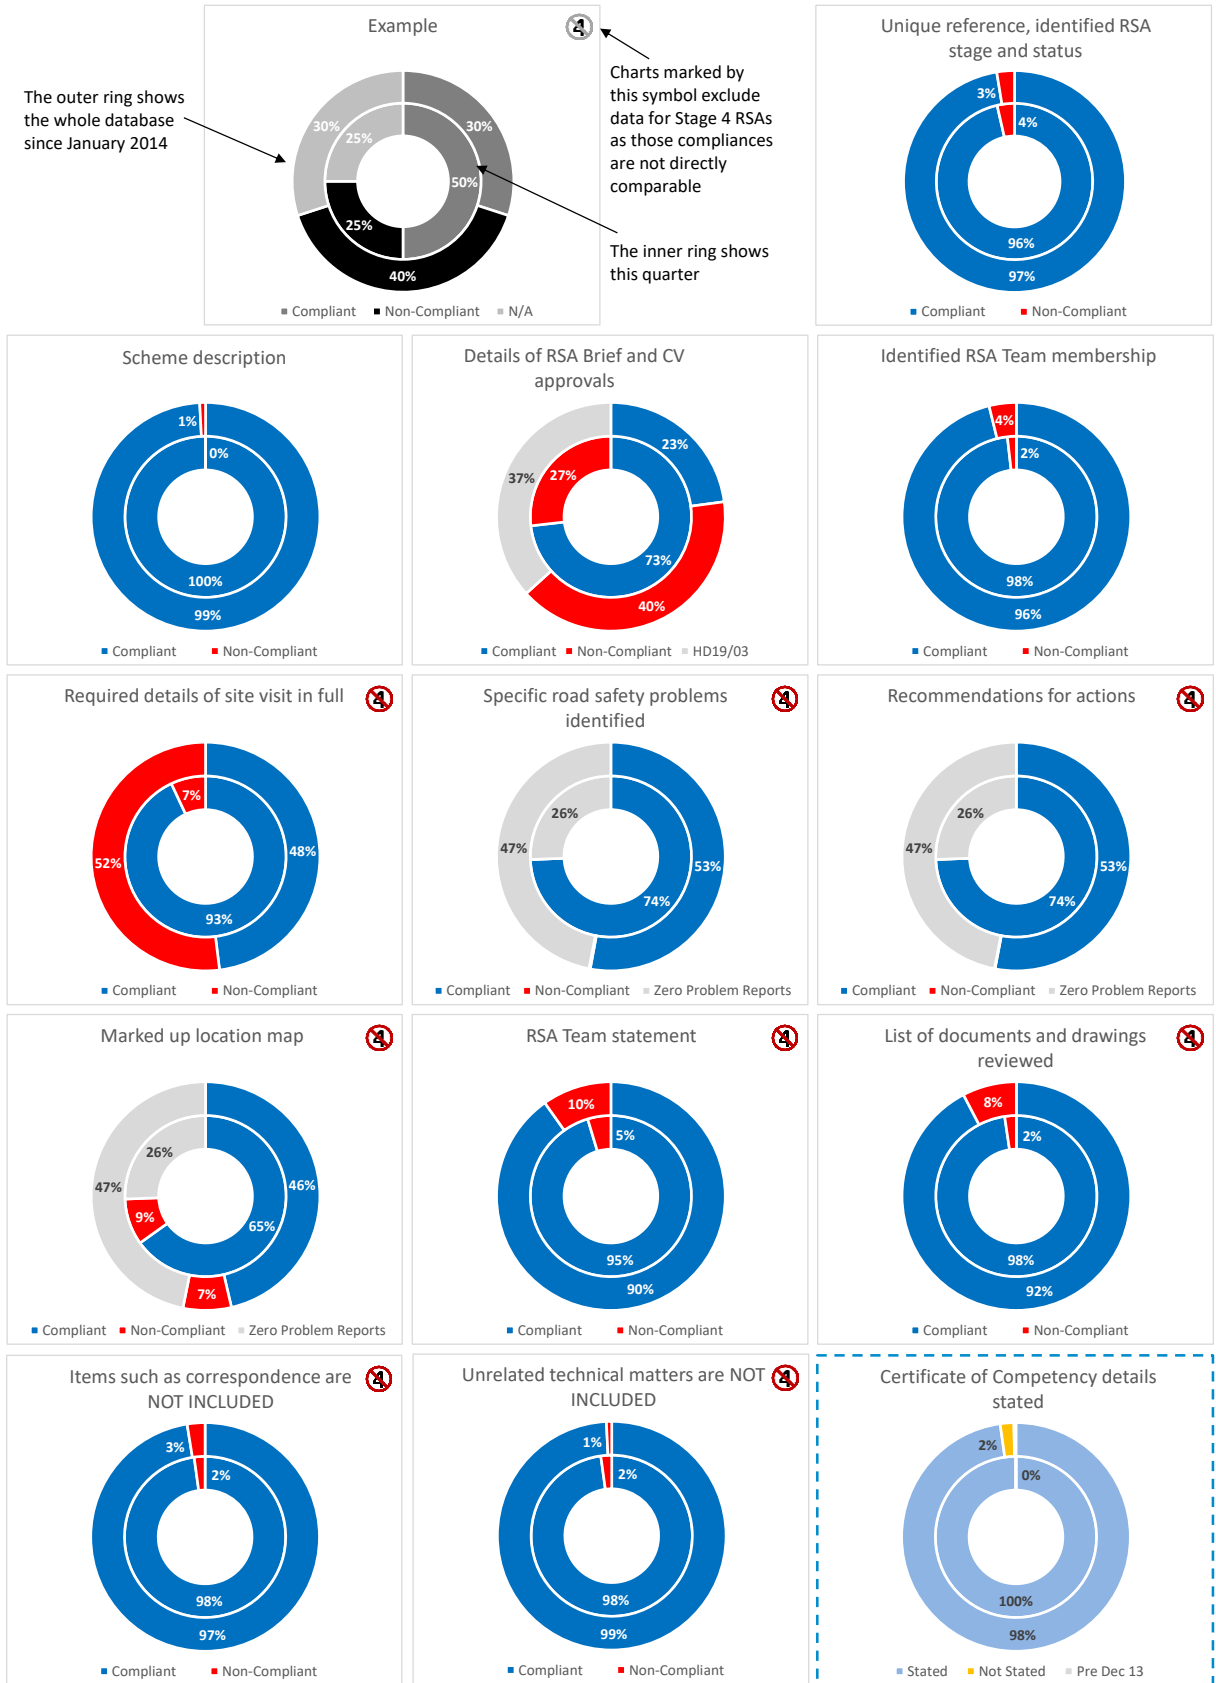 Example
4
The outer ring shows
the whole database
since January 2014
30%
25%
30%
50%
25%
40%
■ Compliant ■ Non-Compliant ■ N/A
Charts marked by
this symbol exclude
data for Stage 4 RSAs
as those compliances
are not directly
comparable
The inner ring shows
this quarter
Unique reference, identified RSA
stage and status
3%
4%
96%
97%
■ Compliant ■ Non-Compliant
Scheme description
1%
0%
100%
99%
■ Compliant ■ Non-Compliant
Details of RSA Brief and CV
approvals
23%
27%
37%
73%
40%
■ Compliant ■ Non-Compliant ■ HD19/03
Identified RSA Team membership
4%
2%
98%
96%
■ Compliant ■ Non-Compliant
Required details of site visit in full
4
7%
48%
52%
93%
■ Compliant ■ Non-Compliant
Specific road safety problems
identified
4
26%
47%
53%
74%
■ Compliant ■ Non-Compliant ■ Zero Problem Reports
Recommendations for actions
4
26%
47%
53%
74%
■ Compliant ■ Non-Compliant ■ Zero Problem Reports
Marked up location map
4
26%
47%
46%
9%
65%
7%
■ Compliant ■ Non-Compliant ■ Zero Problem Reports
RSA Team statement
4
10%
5%
95%
90%
■ Compliant ■ Non-Compliant
List of documents and drawings
reviewed
4
8%
2%
98%
92%
■ Compliant ■ Non-Compliant
Items such as correspondence are
NOT INCLUDED
4
3%
2%
98%
97%
■ Compliant ■ Non-Compliant
Unrelated technical matters are NOT
INCLUDED
4
1%
2%
98%
99%
■ Compliant ■ Non-Compliant
Certificate of Competency details
stated
2%
0%
100%
98%
■ Stated ■ Not Stated ■ Pre Dec 13